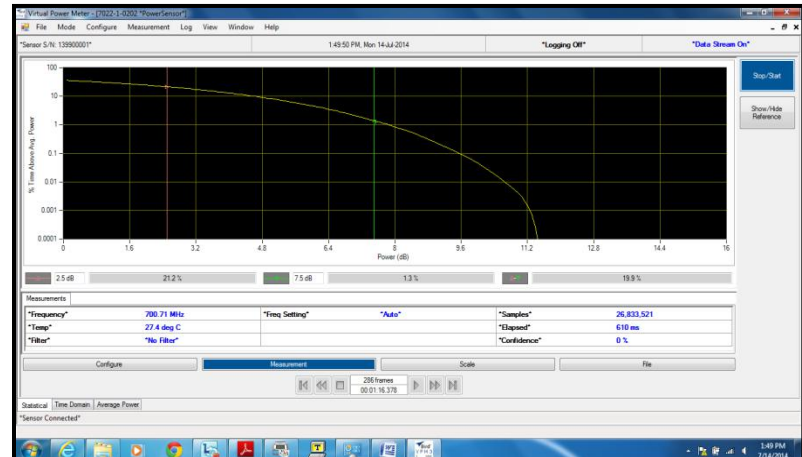 Virtual Power Meter - [7022-1-0202 "PowerSensor"]
File Mode Configure Measurement Log View Window Help
"Sensor S/N: 139900001" 1:49:50 PM, Mon 14-Jul-2014 "Logging Off" "Data Stream On"
Stop/Start
Show/Hide
Reference
% Time Above Avg Power
100
10
1
0.1
0.01
0.001
0.0001
0 1.6 3.2 4.8 6.4 8 9.6 11.2 12.8 14.4 16
Power (dB)
2.5 dB 21.2 % 7.5 dB 1.3 % 19.9 %
Measurements
"Frequency" 700.71 MHz "Freq Setting" "Auto" "Samples" 26,833,521
"Temp" 27.4 deg C "Elapsed" 610 ms
"Filter" "No Filter" "Confidence" 0 %
Configure Measurement Scale File
286 frames
00:01:16.378
Statistical Time Domain Average Power
"Sensor Connected"
1:49 PM
7/14/2014